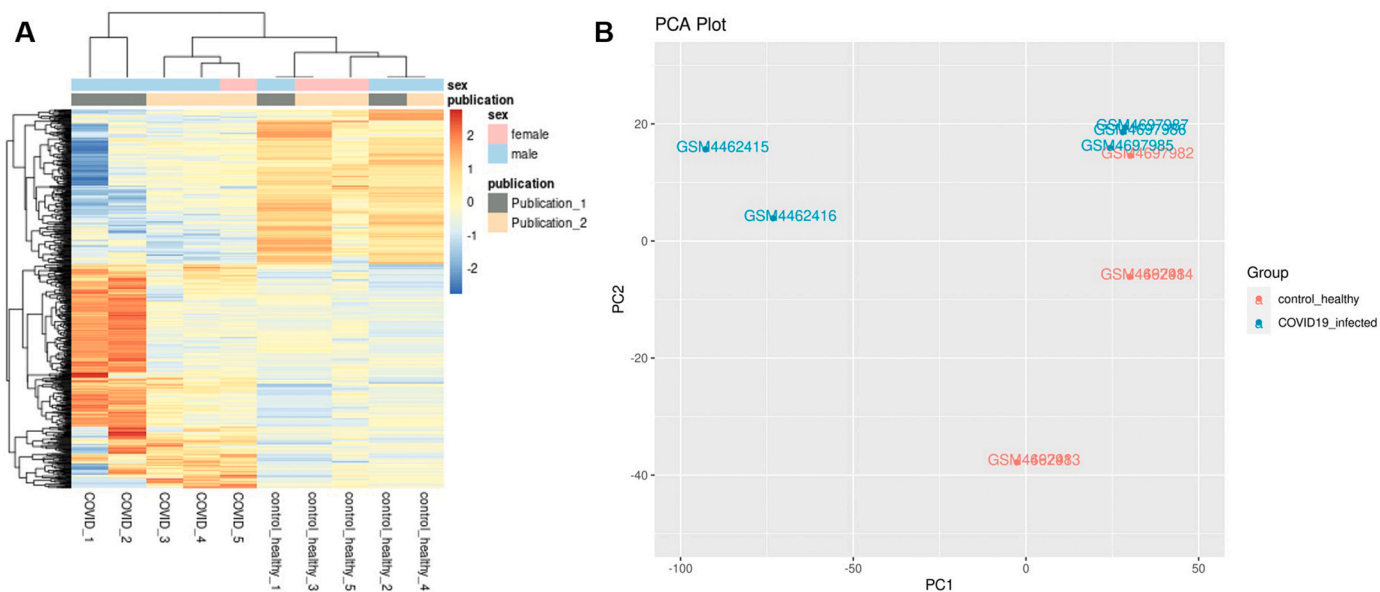 A
sex
publication
sex
female
male
publication
Publication_1
Publication_2
2
1
0
-1
-2
COVID_1
COVID_2
COVID_3
COVID_4
COVID_5
control_healthy_1
control_healthy_3
control_healthy_5
control_healthy_2
control_healthy_4
B
PCA Plot
PC2
20
0
-20
-40
GSM4462415
GSM4462416
GSM4697987
GSM4697986
GSM4697985
GSM4697982
-100
-50
0
50
PC1
Group
control_healthy
COVID19_infected